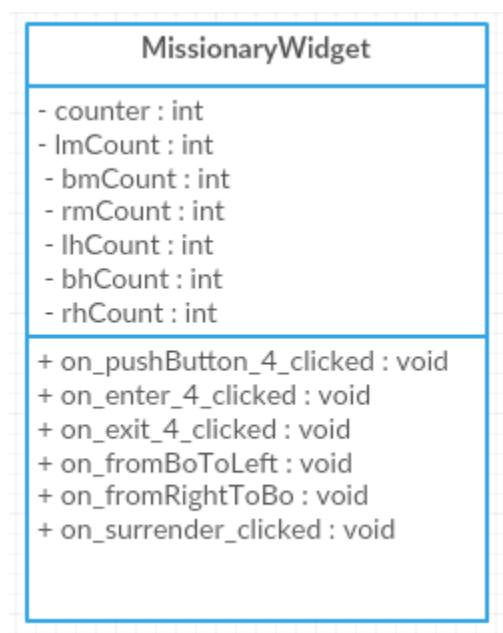 MissionaryWidget
- counter : int
- lmCount : int
- bmCount : int
- rmCount : int
- lhCount : int
- bhCount : int
- rhCount : int
+ on_pushButton_4_clicked : void
+ on_enter_4_clicked : void
+ on_exit_4_clicked : void
+ on_fromBoToLeft : void
+ on_fromRightToBo : void
+ on_surrender_clicked : void